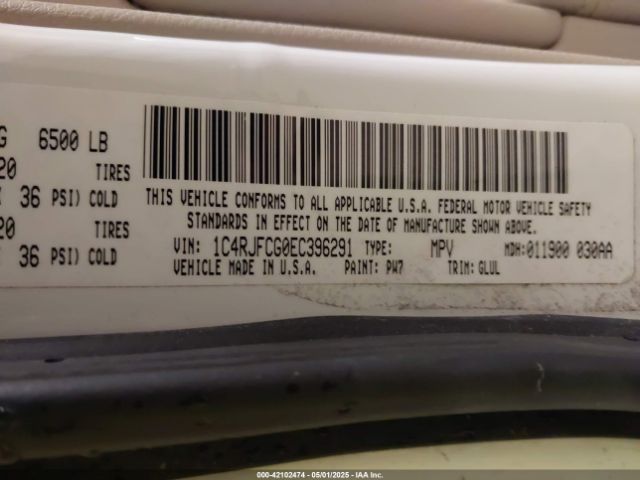 G 6500 LB
20 TIRES
36 PSI) COLD
20 TIRES
36 PSI) COLD
THIS VEHICLE CONFORMS TO ALL APPLICABLE U.S.A. FEDERAL MOTOR VEHICLE SAFETY
STANDARDS IN EFFECT ON THE DATE OF MANUFACTURE SHOWN ABOVE.
VIN: 1C4RJFCG0EC396291 TYPE: MPV MDH:011900 030AA
VEHICLE MADE IN U.S.A. PAINT: PW7 TRIM: GLUL
000-42102474 - 05/01/2025 - IAA Inc.